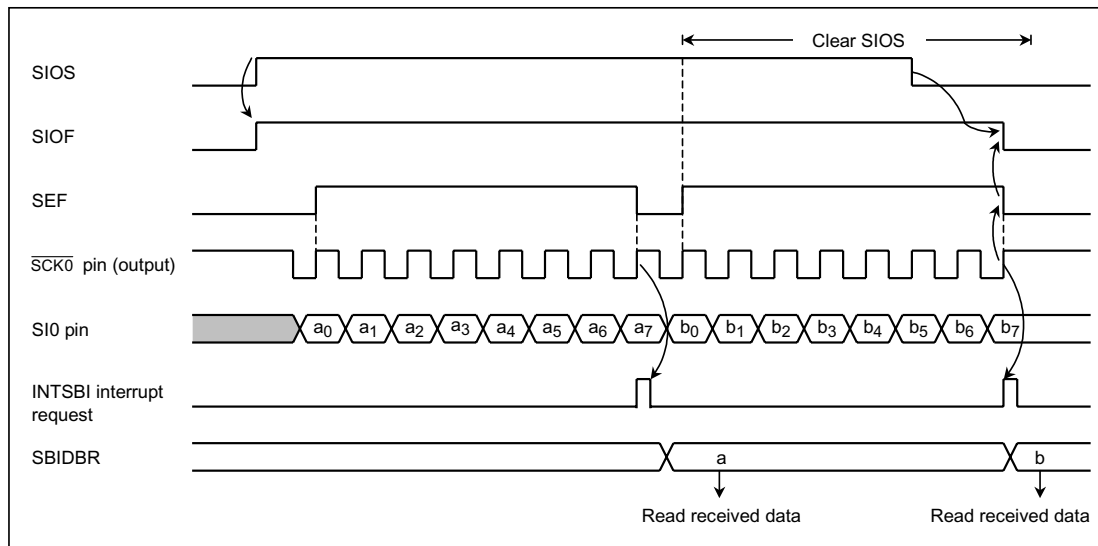 Clear SIOS
SIOS
SIOF
SEF
SCK0 pin (output)
SI0 pin
a0 a1 a2 a3 a4 a5 a6 a7 b0 b1 b2 b3 b4 b5 b6 b7
INTSBI interrupt
request
SBIDBR
a b
Read received data Read received data